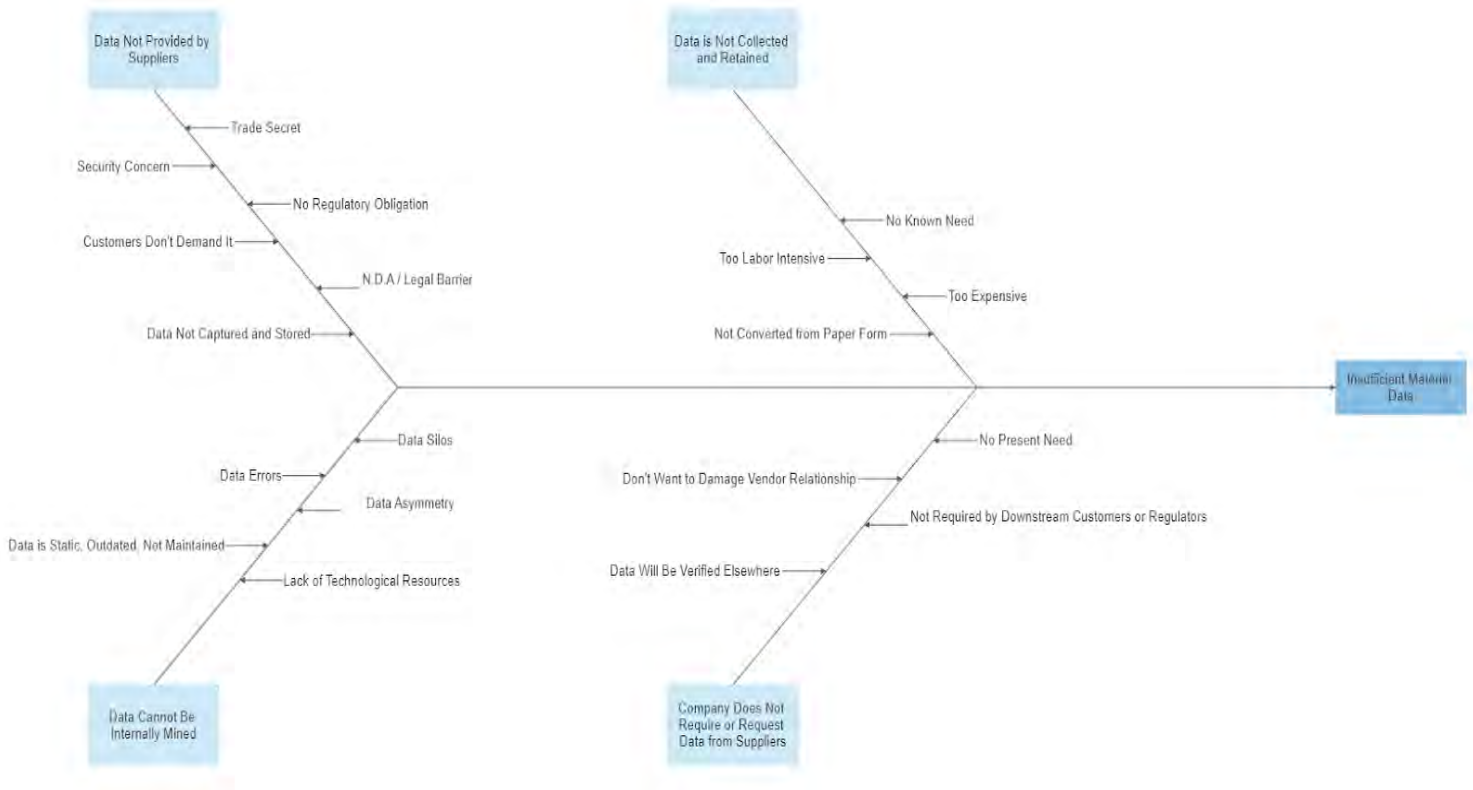 Data Not Provided by
Suppliers
Trade Secret
Security Concern
No Regulatory Obligation
Customers Don't Demand It
N.D.A / Legal Barrier
Data Not Captured and Stored
Data is Not Collected
and Retained
No Known Need
Too Labor Intensive
Too Expensive
Not Converted from Paper Form
Insufficient Material
Data
Data Silos
Data Errors
Data Asymmetry
Data is Static, Outdated, Not Maintained
Lack of Technological Resources
Data Cannot Be
Internally Mined
No Present Need
Don't Want to Damage Vendor Relationship
Not Required by Downstream Customers or Regulators
Data Will Be Verified Elsewhere
Company Does Not
Require or Request
Data from Suppliers